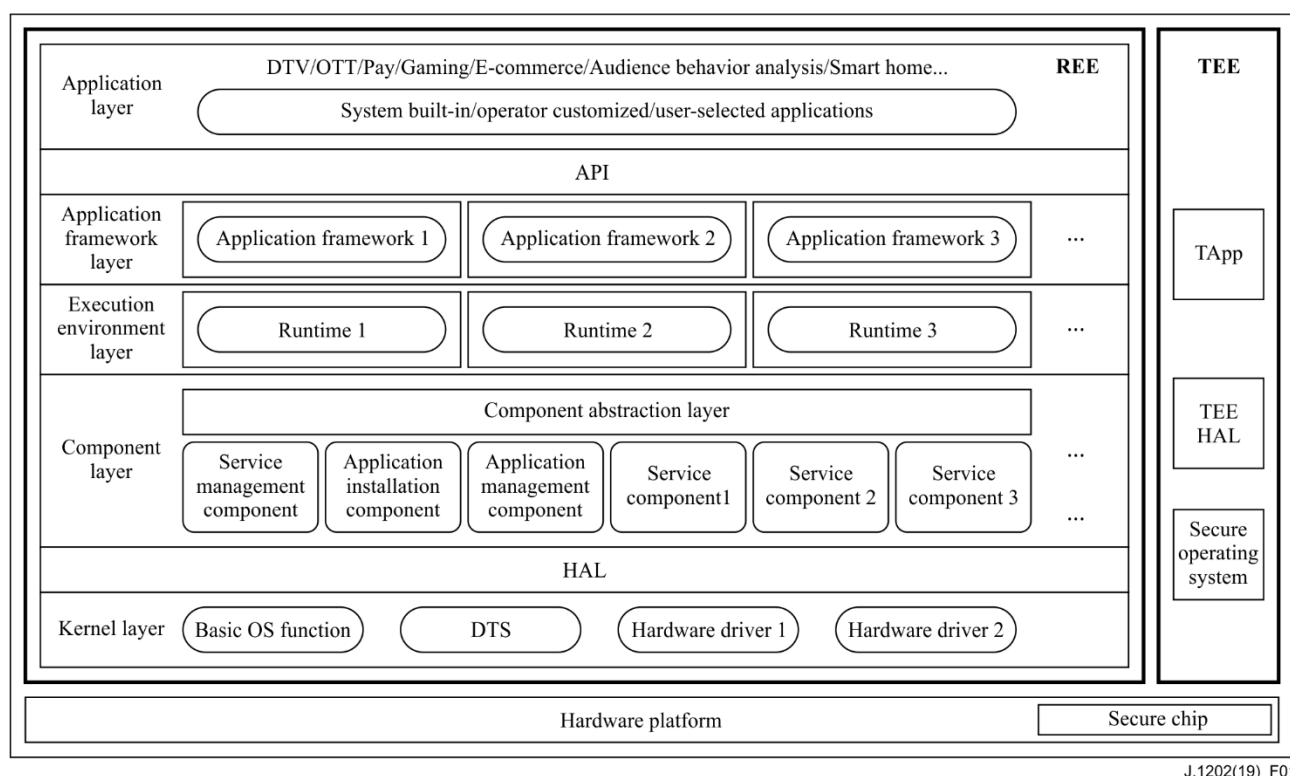 DTV/OTT/Pay/Gaming/E-commerce/Audience behavior analysis/Smart home...
REE
TEE
Application
layer
System built-in/operator customized/user-selected applications
API
Application
framework
layer
Application framework 1
Application framework 2
Application framework 3
...
TApp
Execution
environment
layer
Runtime 1
Runtime 2
Runtime 3
...
Component
layer
Component abstraction layer
...
Service
management
component
Application
installation
component
Application
management
component
Service
component1
Service
component 2
Service
component 3
...
TEE
HAL
HAL
Secure
operating
system
Kernel layer
Basic OS function
DTS
Hardware driver 1
Hardware driver 2
Hardware platform
Secure chip